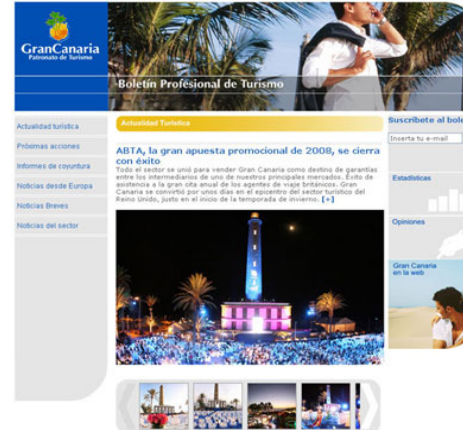 GranCanaria
Patronato de Turismo
Boletín Profesional de Turismo
Actualidad turística
Próximas acciones
Informes de coyuntura
Noticias desde Europa
Noticias Breves
Noticias del sector
Actualidad Turística
ABTA, la gran apuesta promocional de 2008, se cierra
con éxito
Todo el sector se unió para vender Gran Canaria como destino de garantías
entre los intermediarios de uno de nuestros principales mercados. Éxito de
asistencia a la gran cita anual de los agentes de viaje británicos. Gran
Canaria se convirtió por unos días en el epicentro del sector turístico del
Reino Unido, justo en el inicio de la temporada de invierno. [+]
Suscríbete al bole
Inserta tu e-mail
Estadísticas
Opiniones
Gran Canaria
en la web